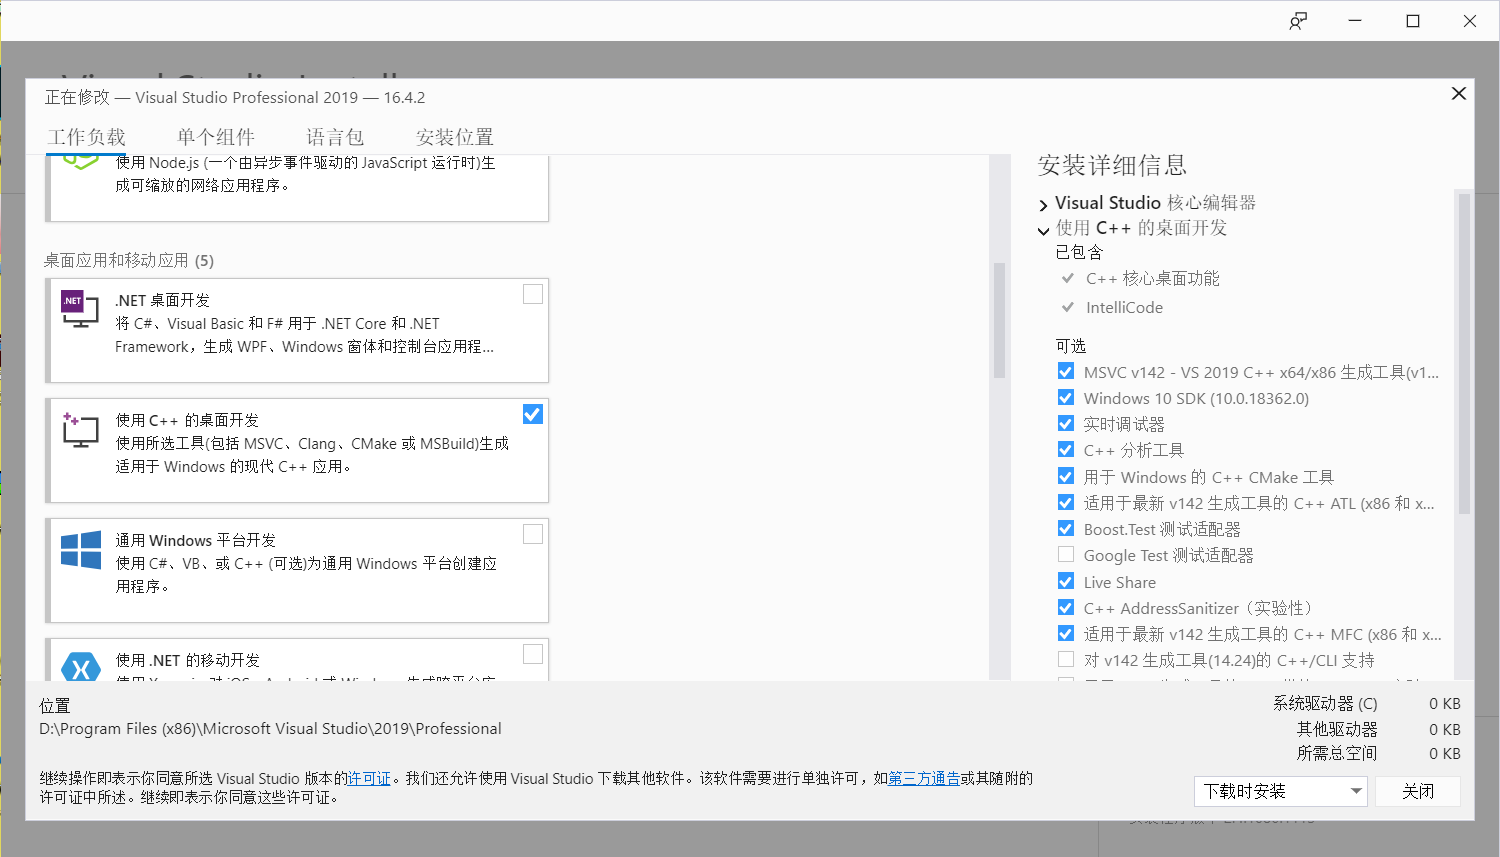 正在修改 — Visual Studio Professional 2019 — 16.4.2
工作负载 单个组件 语言包 安装位置
使用 Node.js (一个由异步事件驱动的 JavaScript 运行时)生
成可缩放的网络应用程序。
桌面应用和移动应用 (5)
.NET
.NET 桌面开发
将 C#、Visual Basic 和 F# 用于 .NET Core 和 .NET
Framework，生成 WPF、Windows 窗体和控制台应用程...
使用 C++ 的桌面开发
使用所选工具(包括 MSVC、Clang、CMake 或 MSBuild)生成
适用于 Windows 的现代 C++ 应用。
通用 Windows 平台开发
使用 C#、VB、或 C++ (可选)为通用 Windows 平台创建应
用程序。
使用 .NET 的移动开发
安装详细信息
Visual Studio 核心编辑器
使用 C++ 的桌面开发
已包含
C++ 核心桌面功能
IntelliCode
可选
MSVC v142 - VS 2019 C++ x64/x86 生成工具(v1...
Windows 10 SDK (10.0.18362.0)
实时调试器
C++ 分析工具
用于 Windows 的 C++ CMake 工具
适用于最新 v142 生成工具的 C++ ATL (x86 和 x...
Boost.Test 测试适配器
Google Test 测试适配器
Live Share
C++ AddressSanitizer（实验性）
适用于最新 v142 生成工具的 C++ MFC (x86 和 x...
对 v142 生成工具(14.24)的 C++/CLI 支持
位置
D:\Program Files (x86)\Microsoft Visual Studio\2019\Professional
继续操作即表示你同意所选 Visual Studio 版本的许可证。我们还允许使用 Visual Studio 下载其他软件。该软件需要进行单独许可，如第三方通告或其随附的
许可证中所述。继续即表示你同意这些许可证。
系统驱动器 (C) 0 KB
其他驱动器 0 KB
所需总空间 0 KB
下载时安装 关闭